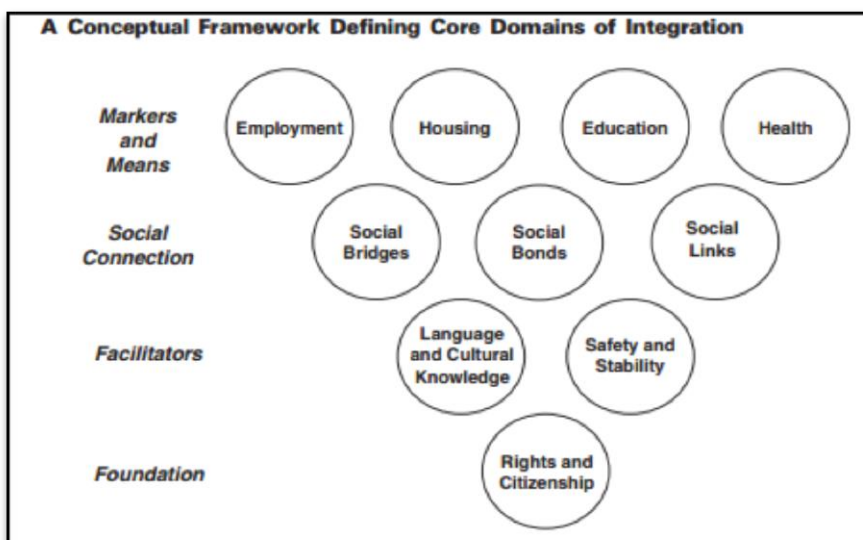 A Conceptual Framework Defining Core Domains of Integration
Markers
and
Means
Employment
Housing
Education
Health
Social
Connection
Social
Bridges
Social
Bonds
Social
Links
Facilitators
Language
and Cultural
Knowledge
Safety and
Stability
Foundation
Rights and
Citizenship